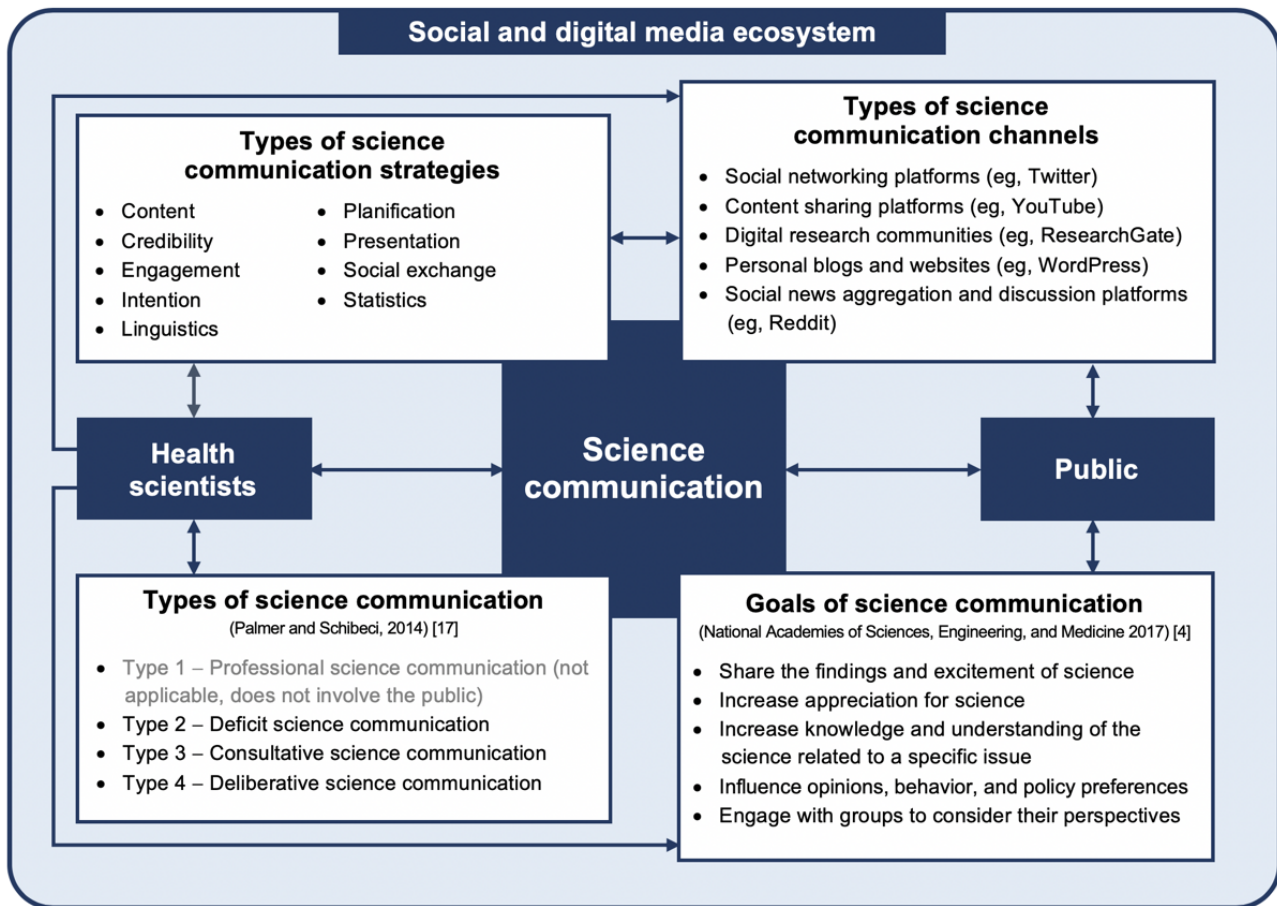 Social and digital media ecosystem
Types of science
communication strategies
• Content
• Credibility
• Engagement
• Intention
• Linguistics
• Planification
• Presentation
• Social exchange
• Statistics
Types of science
communication channels
• Social networking platforms (eg, Twitter)
• Content sharing platforms (eg, YouTube)
• Digital research communities (eg, ResearchGate)
• Personal blogs and websites (eg, WordPress)
• Social news aggregation and discussion platforms
(eg, Reddit)
Health
scientists
Science
communication
Public
Types of science communication
(Palmer and Schibeci, 2014) [17]
• Type 1 – Professional science communication (not
applicable, does not involve the public)
• Type 2 – Deficit science communication
• Type 3 – Consultative science communication
• Type 4 – Deliberative science communication
Goals of science communication
(National Academies of Sciences, Engineering, and Medicine 2017) [4]
• Share the findings and excitement of science
• Increase appreciation for science
• Increase knowledge and understanding of the
science related to a specific issue
• Influence opinions, behavior, and policy preferences
• Engage with groups to consider their perspectives